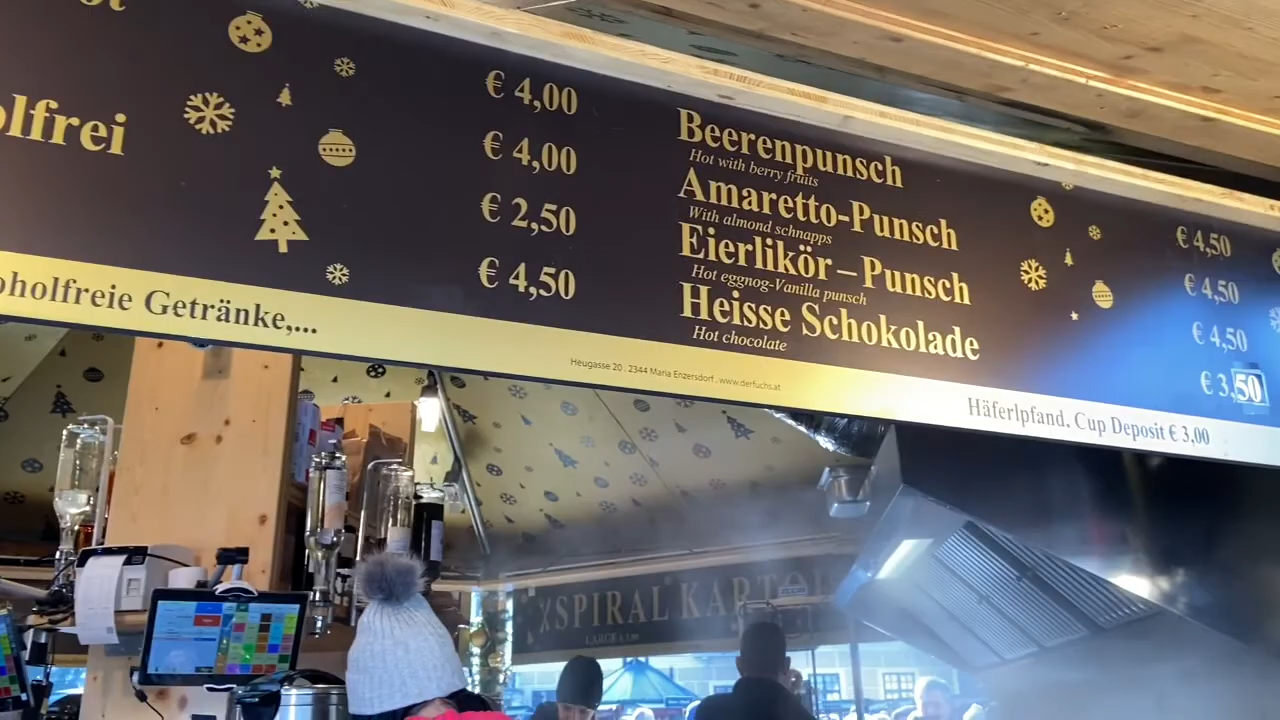 olfrei
€ 4,00
€ 4,00
€ 2,50
€ 4,50
Beerenpunsch
Hot with berry fruits
Amaretto-Punsch
With almond schnapps
Eierlikör – Punsch
Hot eggnog-Vanilla punsch
Heisse Schokolade
Hot chocolate
€ 4,50
€ 4,50
€ 4,50
€ 3,50
oholfreie Getränke,...
Heugasse 20 . 2344 Maria Enzersdorf . www.derfuchs.at
Häferlpfand, Cup Deposit € 3,00
XSPIRAL KARTO